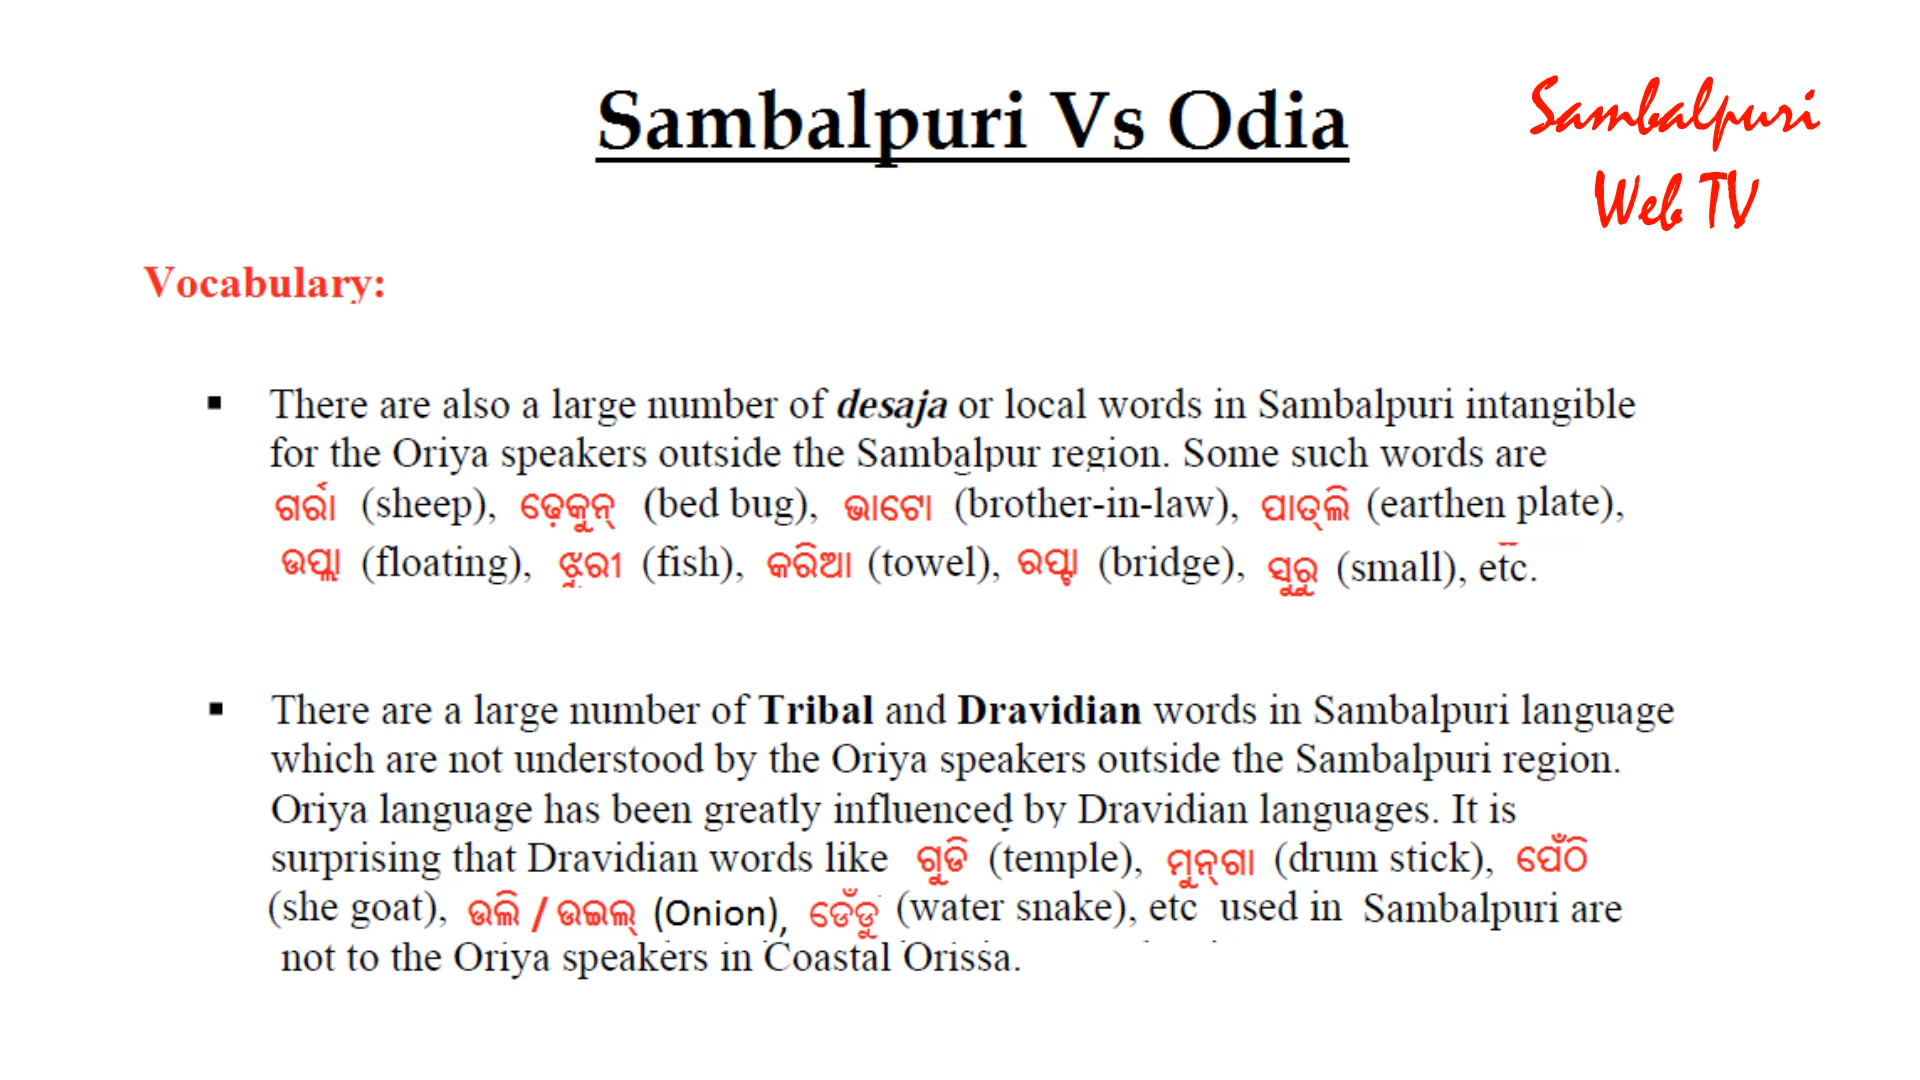 Sambalpuri Vs Odia
Sambalpuri
Web TV
Vocabulary:
▪ There are also a large number of desaja or local words in Sambalpuri intangible
for the Oriya speakers outside the Sambalpur region. Some such words are
ଗର୍ରା (sheep), ଢ଼େକୁନ୍ (bed bug), ଭାଟୋ (brother-in-law), ପାତ୍‌ଲି (earthen plate),
ଉପ୍ଲା (floating), ଝୁରୀ (fish), କରିଆ (towel), ରପ୍ଟା (bridge), ସୁରୁ (small), etc.
▪ There are a large number of Tribal and Dravidian words in Sambalpuri language
which are not understood by the Oriya speakers outside the Sambalpuri region.
Oriya language has been greatly influenced by Dravidian languages. It is
surprising that Dravidian words like ଗୁଡି (temple), ମୁନ୍‌ଗା (drum stick), ପେଁଠି
(she goat), ଉଲି / ଉଇଲ୍ (Onion), ଡେଁଡୁ (water snake), etc used in Sambalpuri are
not to the Oriya speakers in Coastal Orissa.